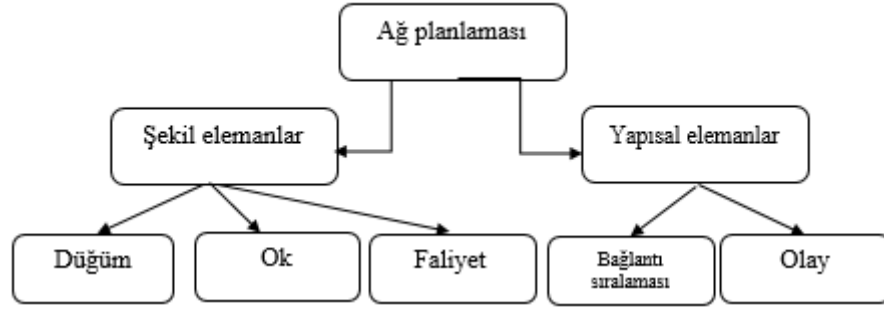 Ağ planlaması
Şekil elemanlar
Yapısal elemanlar
Düğüm
Ok
Faliyet
Bağlantı
sıralaması
Olay